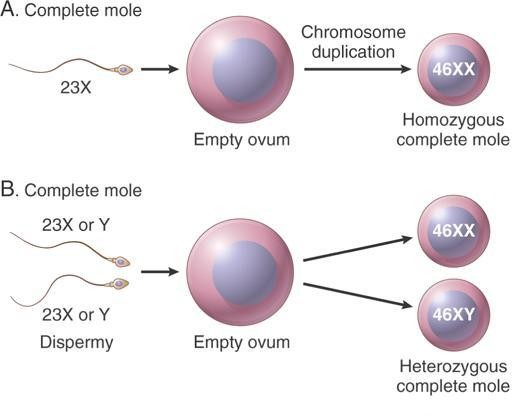 A. Complete mole
23X
Empty ovum
Chromosome
duplication
46XX
Homozygous
complete mole
B. Complete mole
23X or Y
23X or Y
Dispermy
Empty ovum
46XX
46XY
Heterozygous
complete mole